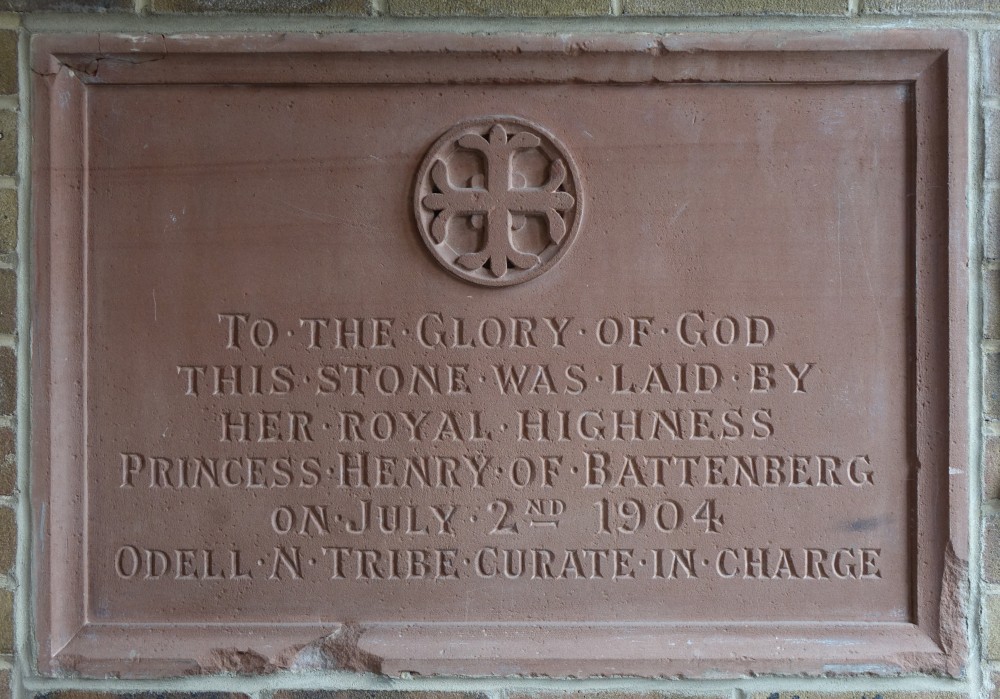 TO·THE·GLORY·OF·GOD
THIS·STONE·WAS·LAID·BY
HER·ROYAL·HIGHNESS
PRINCESS·HENRY·OF·BATTENBERG
ON·JULY·2ND 1904
ODELL·N·TRIBE·CURATE·IN·CHARGE